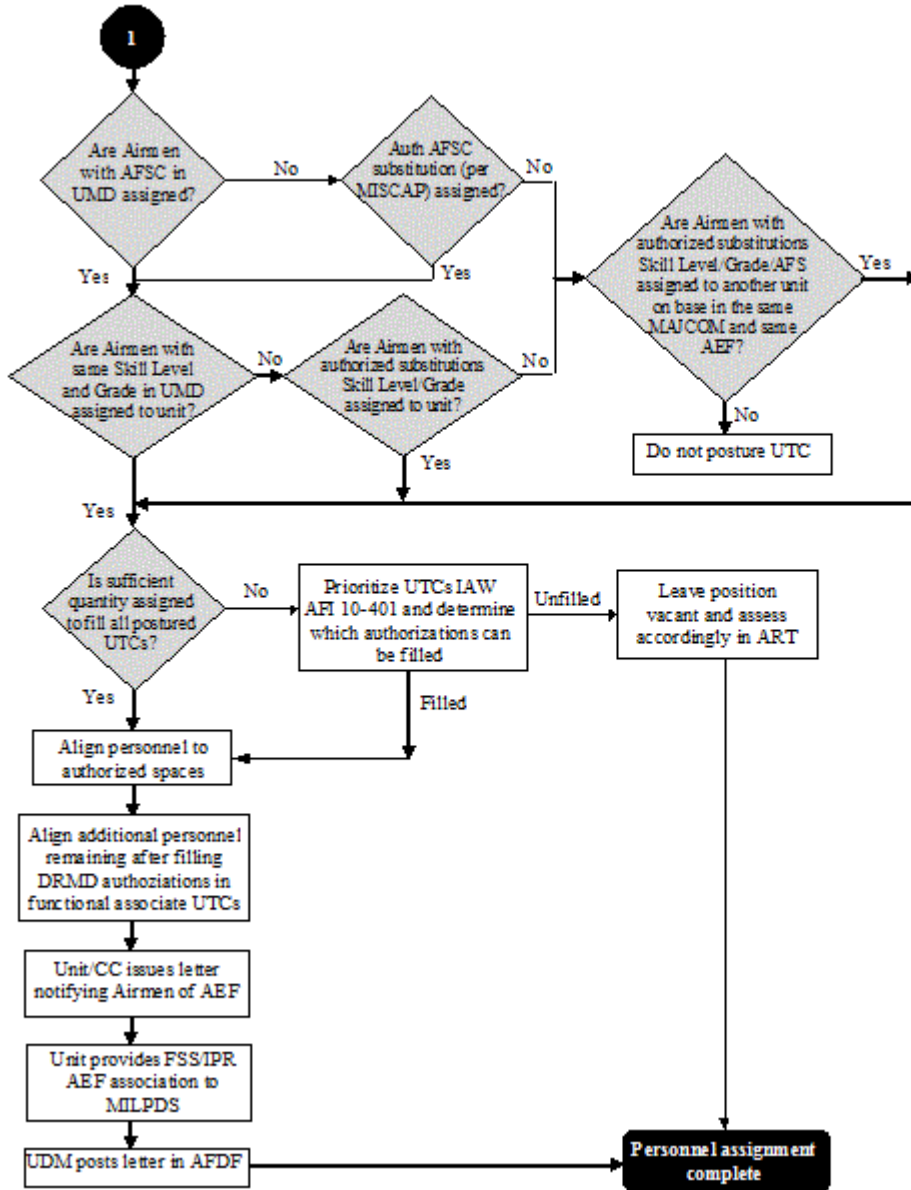 1
Are Airmen
with AFSC in
UMD assigned?
No
Auth AFSC
substitution (per
MISCAP) assigned?
No
Are Airmen with
authorized substitutions
Skill Level/Grade/AFS
assigned to another unit
on base in the same
MAJCOM and same
AEF?
Yes
Yes
Yes
Are Airmen with
same Skill Level
and Grade in UMD
assigned to unit?
No
Are Airmen with
authorized substitutions
Skill Level/Grade
assigned to unit?
No
No
Do not posture UTC
Yes
Yes
Is sufficient
quantity assigned
to fill all postured
UTCs?
No
Prioritize UTCs IAW
AFI 10-401 and determine
which authorizations can
be filled
Unfilled
Leave position
vacant and assess
accordingly in ART
Yes
Filled
Align personnel to
authorized spaces
Align additional personnel
remaining after filling
DRMD authoziations in
functional associate UTCs
Unit/CC issues letter
notifying Airmen of AEF
Unit provides FSS/IPR
AEF association to
MILPDS
UDM posts letter in AFDF
Personnel assignment
complete